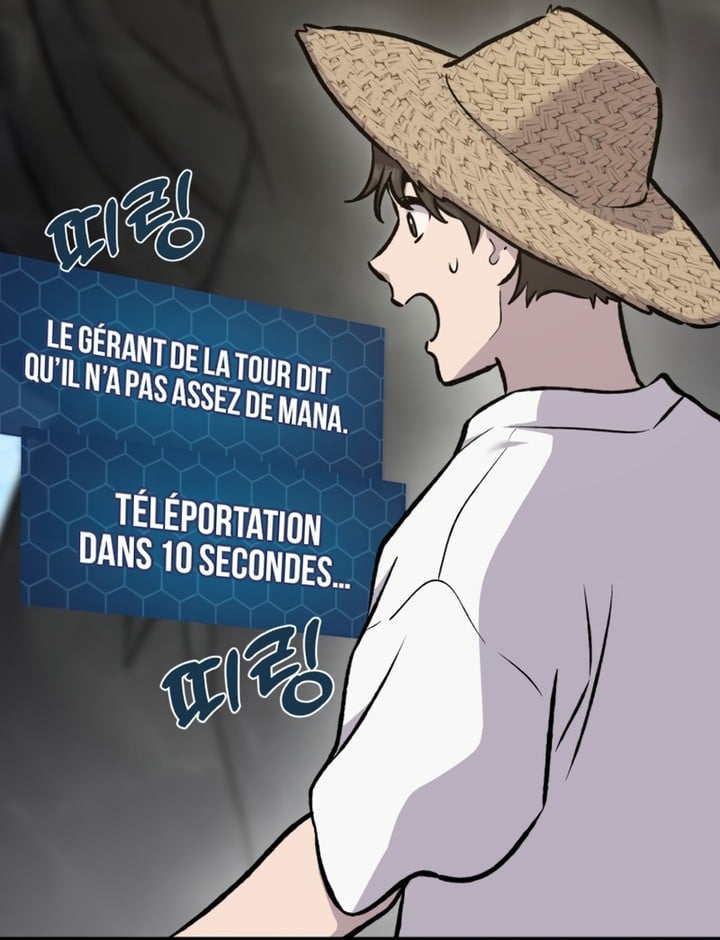 띠링
LE GÉRANT DE LA TOUR DIT
QU'IL N'A PAS ASSEZ DE MANA.
TÉLÉPORTATION
DANS 10 SECONDES...
띠링